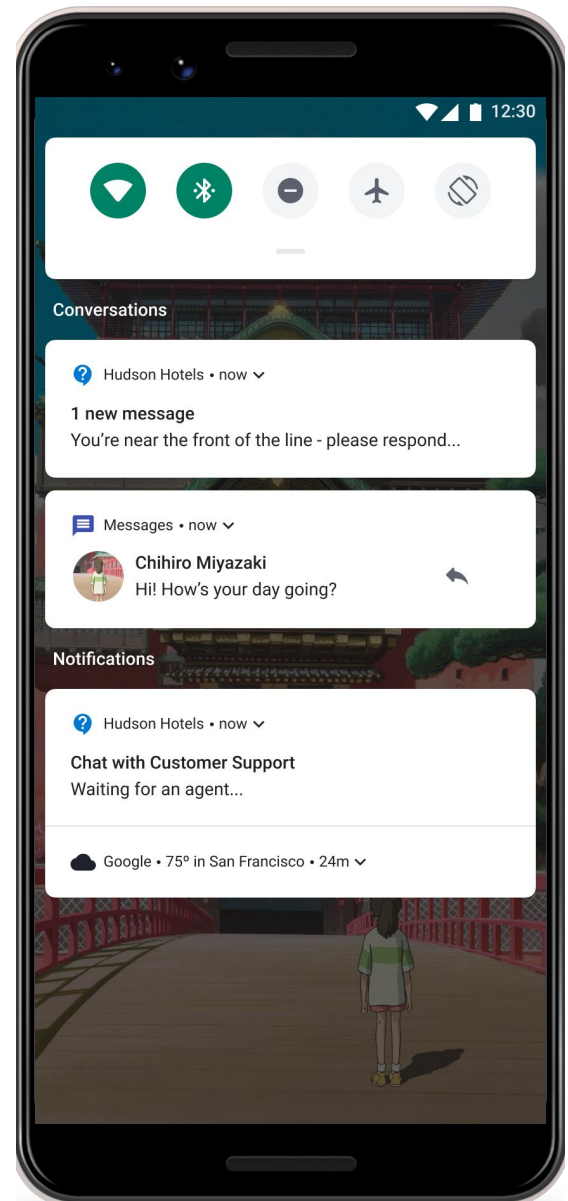 12:30
Conversations
Hudson Hotels • now
1 new message
You’re near the front of the line - please respond...
Messages • now
Chihiro Miyazaki
Hi! How’s your day going?
Notifications
Hudson Hotels • now
Chat with Customer Support
Waiting for an agent...
Google • 75º in San Francisco • 24m